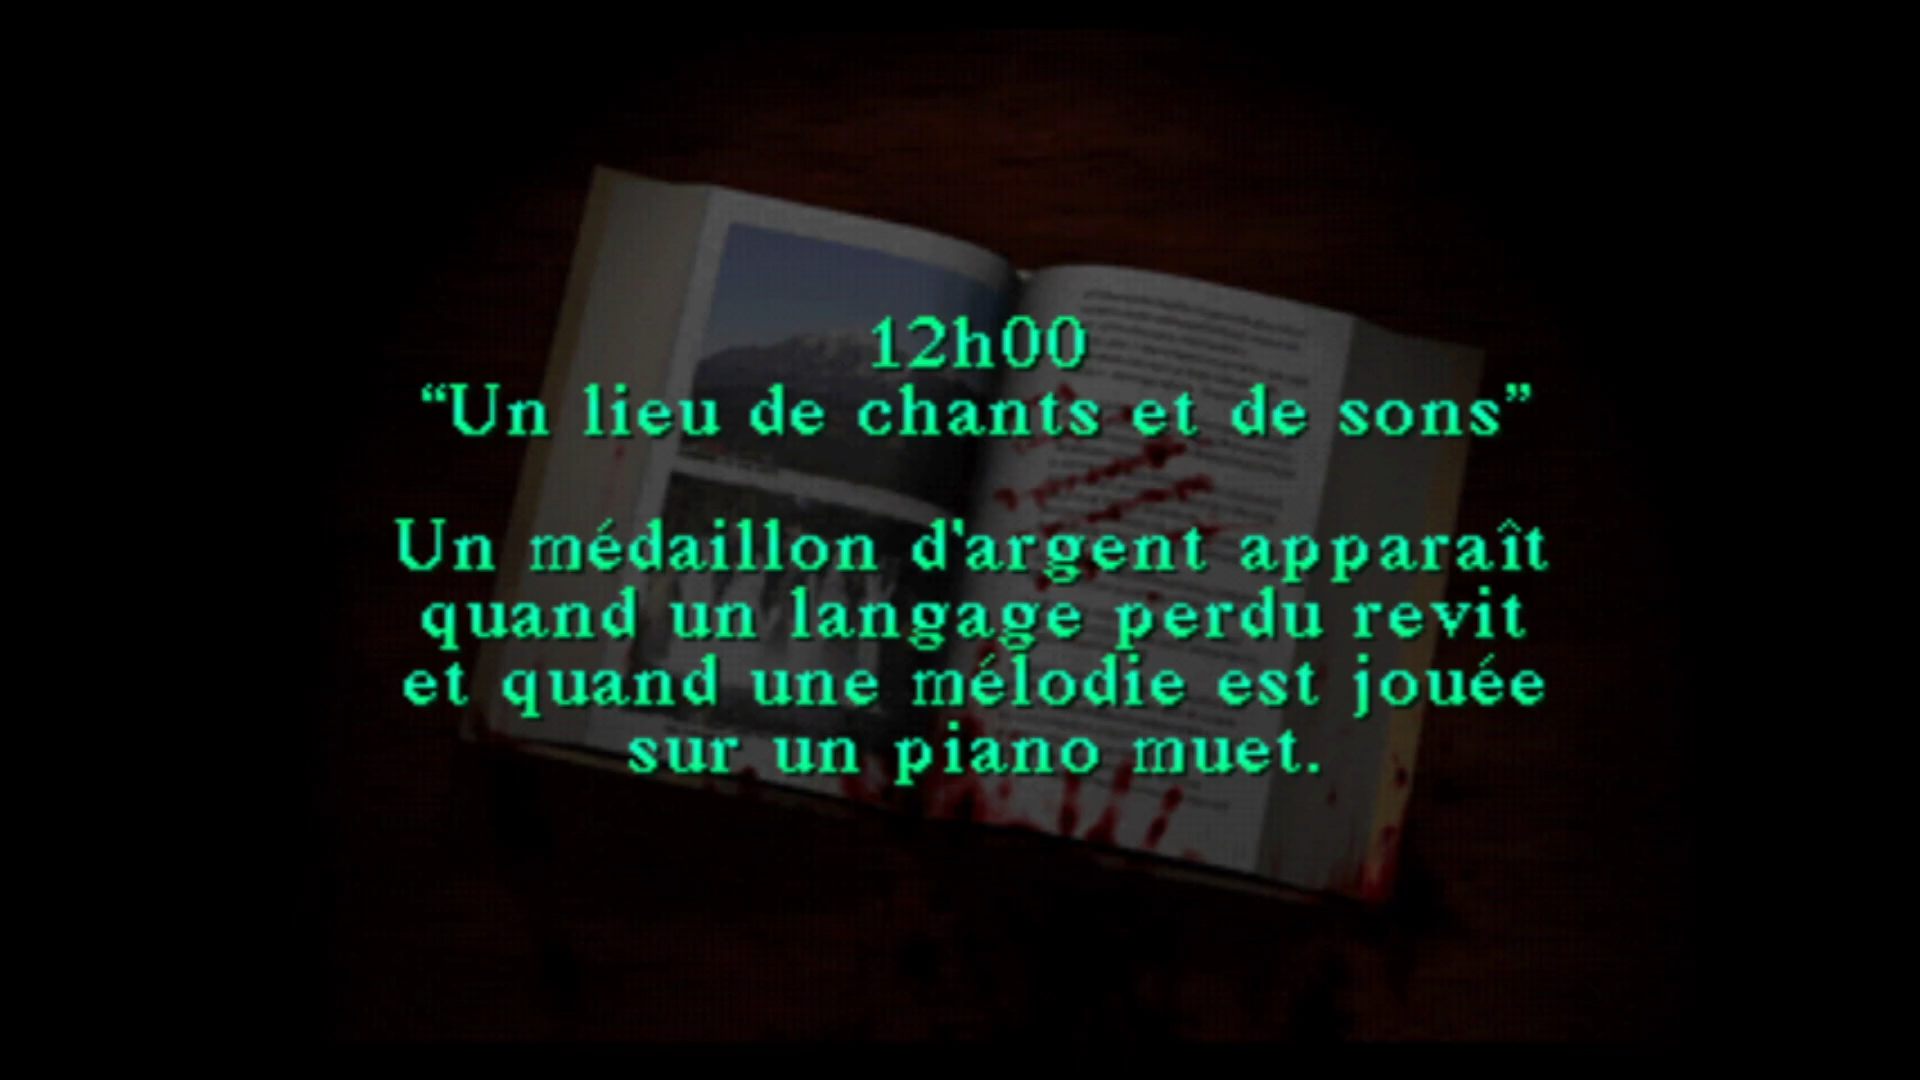 12h00
“Un lieu de chants et de sons”
Un médaillon d'argent apparaît
quand un langage perdu revit
et quand une mélodie est jouée
sur un piano muet.